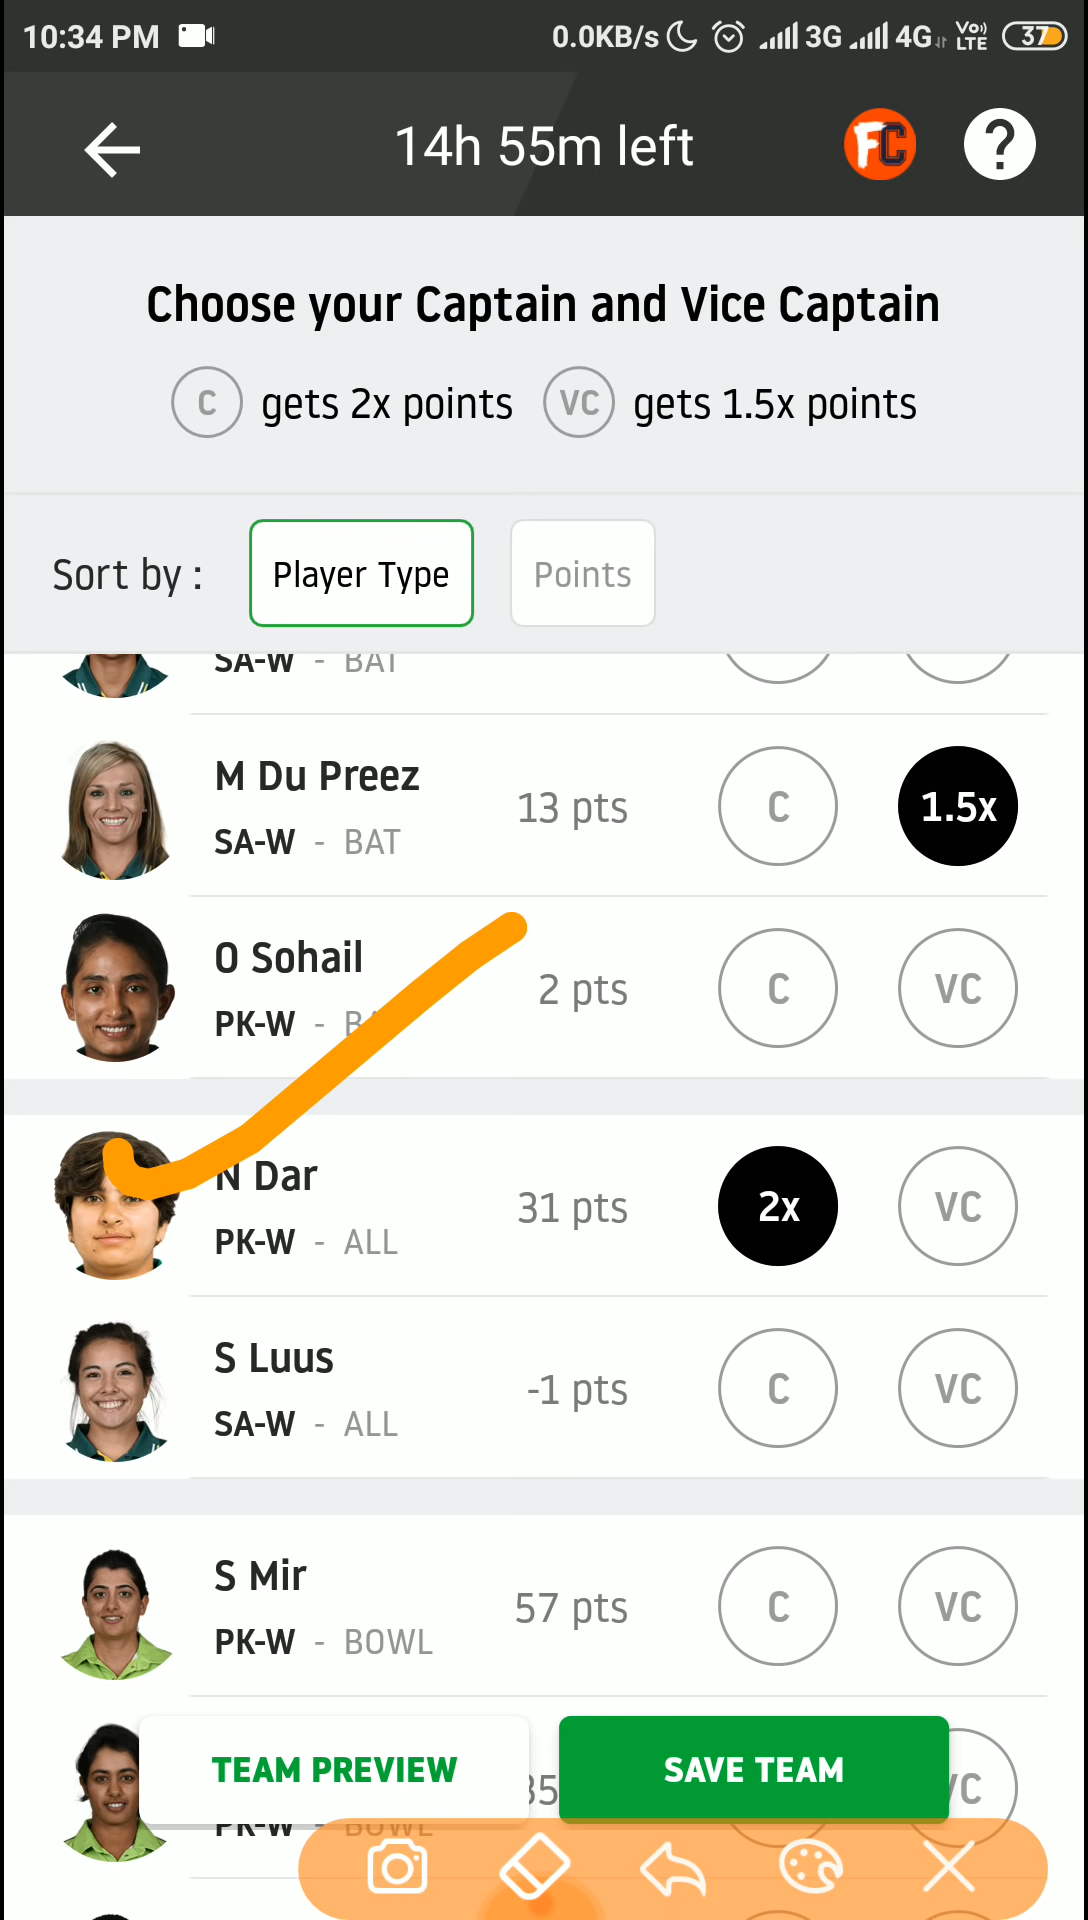 10:34 PM 0.0KB/s 3G 4G VoLTE 37
14h 55m left FC ?
Choose your Captain and Vice Captain
C gets 2x points VC gets 1.5x points
Sort by : Player Type Points
SA-W - BAT
M Du Preez
SA-W - BAT 13 pts C 1.5x
O Sohail
PK-W - 2 pts C VC
N Dar
PK-W - ALL 31 pts 2x VC
S Luus
SA-W - ALL -1 pts C VC
S Mir
PK-W - BOWL 57 pts C VC
TEAM PREVIEW SAVE TEAM VC
PK-W - BOWL